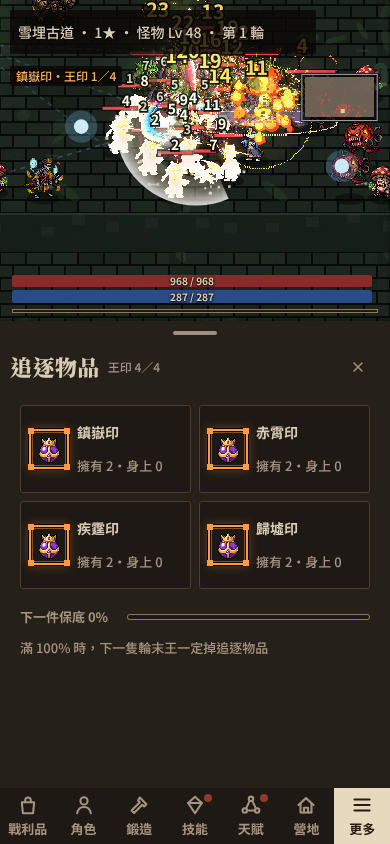 雪埋古道 · 1★ · 怪物 Lv 48 · 第 1 輪
鎮嶽印·王印 1／4
968 / 968
287 / 287
追逐物品 王印 4／4 ×
鎮嶽印
擁有 2·身上 0
赤霄印
擁有 2·身上 0
疾霆印
擁有 2·身上 0
歸墟印
擁有 2·身上 0
下一件保底 0%
滿 100% 時，下一隻輪末王一定掉追逐物品
戰利品 角色 鍛造 技能 天賦 營地 更多